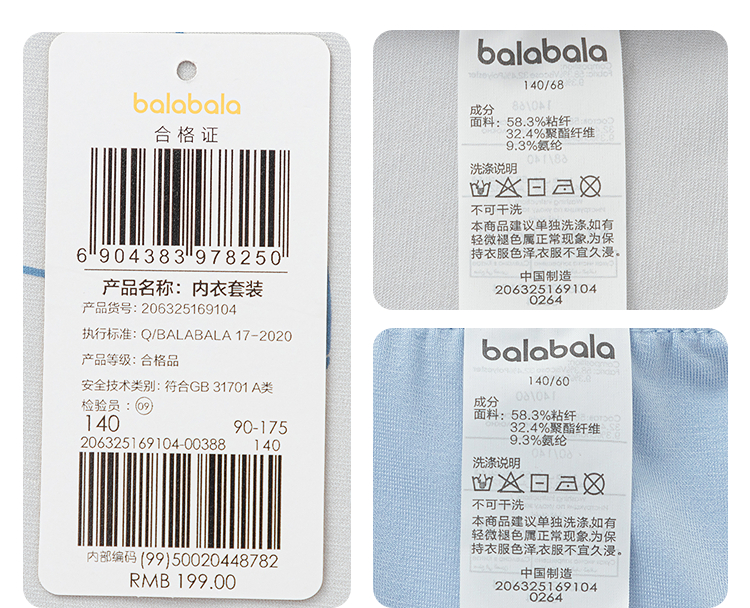 balabala
合格证
6 904383 978250
产品名称: 内衣套装
产品货号: 206325169104
执行标准: Q/BALABALA 17-2020
产品等级: 合格品
安全技术类别: 符合GB 31701 A类
检验员 : 09
140 90-175
206325169104-00388 140
内部编码 (99)50020448782
RMB 199.00
balabala
140/68
成分
面料: 58.3%粘纤
32.4%聚酯纤维
9.3%氨纶
洗涤说明
不可干洗
本商品建议单独洗涤,如有
轻微褪色属正常现象,为保
持衣服色泽,衣服不宜久浸。
中国制造
206325169104
0264
balabala
140/60
成分
面料: 58.3%粘纤
32.4%聚酯纤维
9.3%氨纶
洗涤说明
不可干洗
本商品建议单独洗涤,如有
轻微褪色属正常现象,为保
持衣服色泽,衣服不宜久浸。
中国制造
206325169104
0264